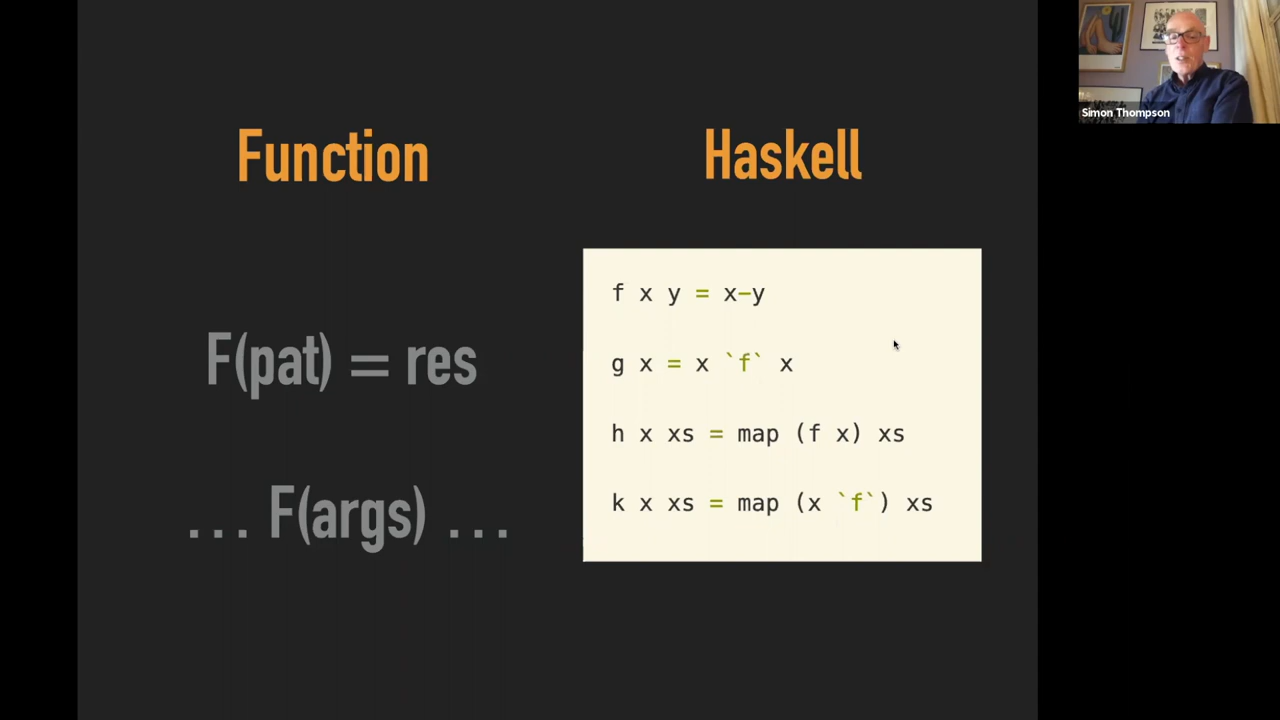 Function
Haskell
F(pat) = res
... F(args) ...
f x y = x-y
g x = x `f` x
h x xs = map (f x) xs
k x xs = map (x `f`) xs
Simon Thompson